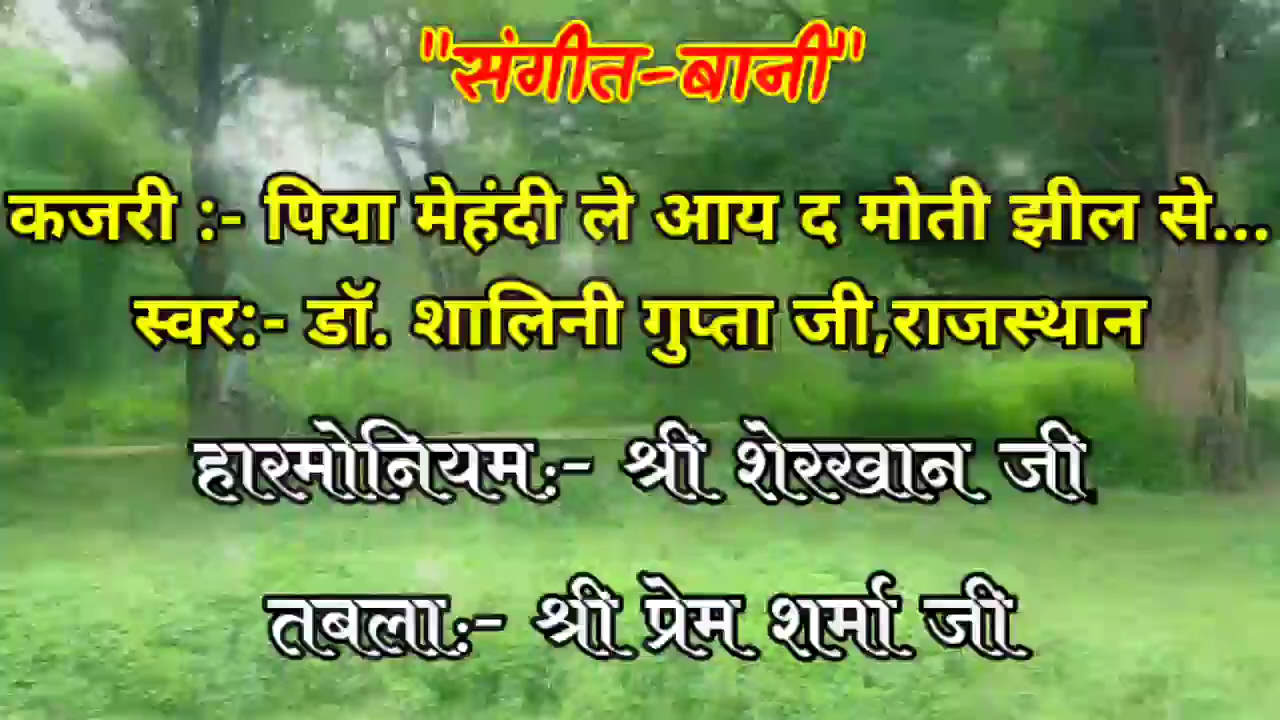 "संगीत-बानी"
कजरी :- पिया मेहंदी ले आय द मोती झील से...
स्वर:- डॉ. शालिनी गुप्ता जी,राजस्थान
हारमोनियम:- श्री शेरखान जी
तबला:- श्री प्रेम शर्मा जी